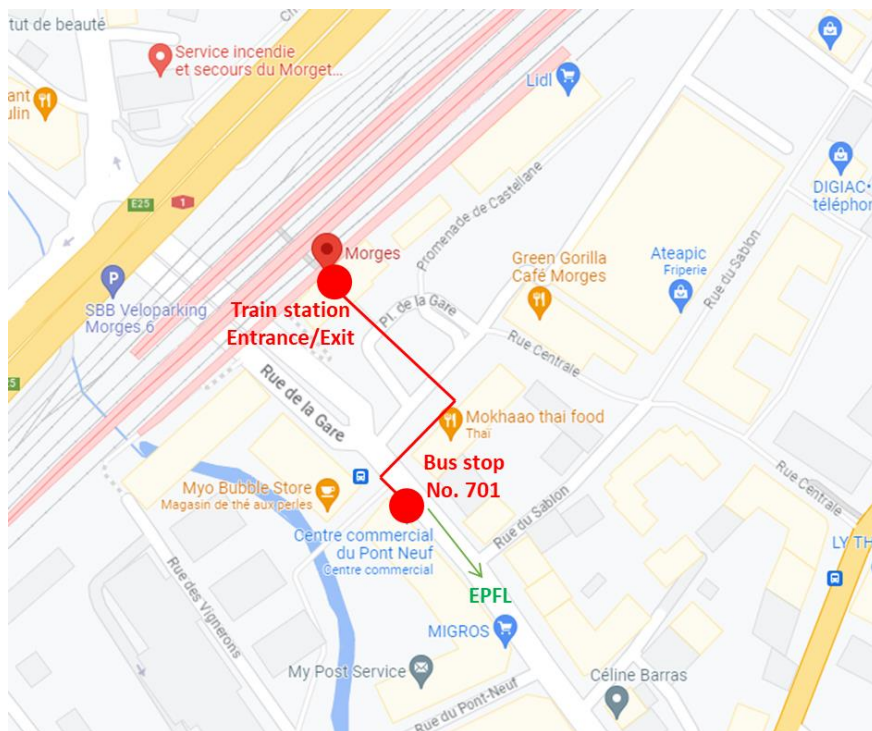 tut de beauté
Ch
Service incendie
et secours du Morget...
ant
ulin
Lidl
E25
1
DIGIAC•
téléphor
Promenade de Castellane
Morges
Green Gorilla
Café Morges
Ateapic
Friperie
Rue du Sablon
P
SBB Veloparking
Morges 6
Train station
Entrance/Exit
Pl. de la Gare
Rue Centrale
25
Rue de la Gare
Mokhaao thai food
Thaï
Bus stop
No. 701
Myo Bubble Store
Magasin de thé aux perles
Rue du Sablon
Rue Centrale
Centre commercial
du Pont Neuf
Centre commercial
LY TH
EPFL
Rue des Vignerons
MIGROS
My Post Service
Céline Barras
Rue du Pont-Neuf